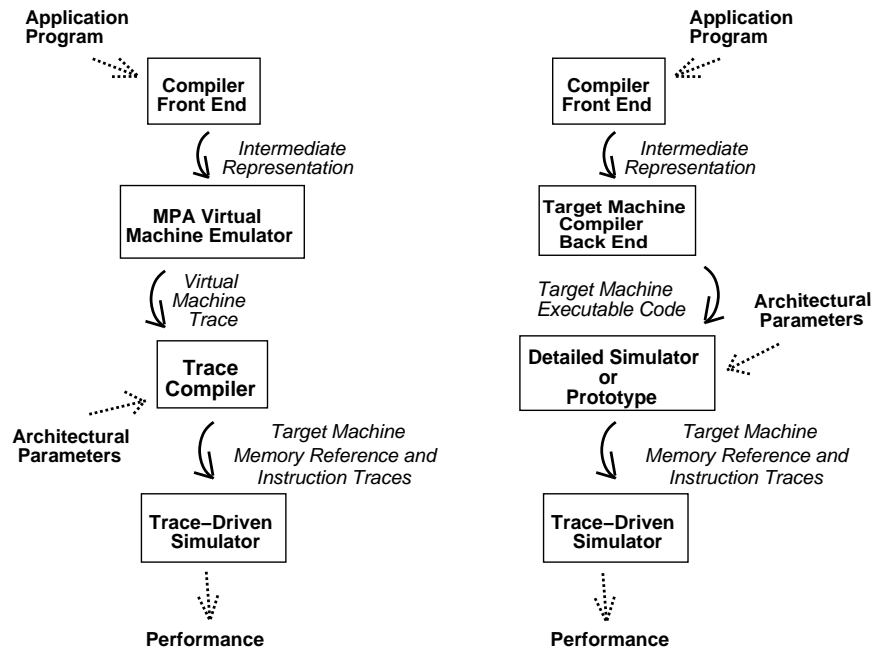 Application
Program
Compiler
Front End
Intermediate
Representation
MPA Virtual
Machine Emulator
Virtual
Machine
Trace
Trace
Compiler
Architectural
Parameters
Target Machine
Memory Reference and
Instruction Traces
Trace−Driven
Simulator
Performance
Application
Program
Compiler
Front End
Intermediate
Representation
Target Machine
Compiler
Back End
Target Machine
Executable Code
Architectural
Parameters
Detailed Simulator
or
Prototype
Target Machine
Memory Reference and
Instruction Traces
Trace−Driven
Simulator
Performance